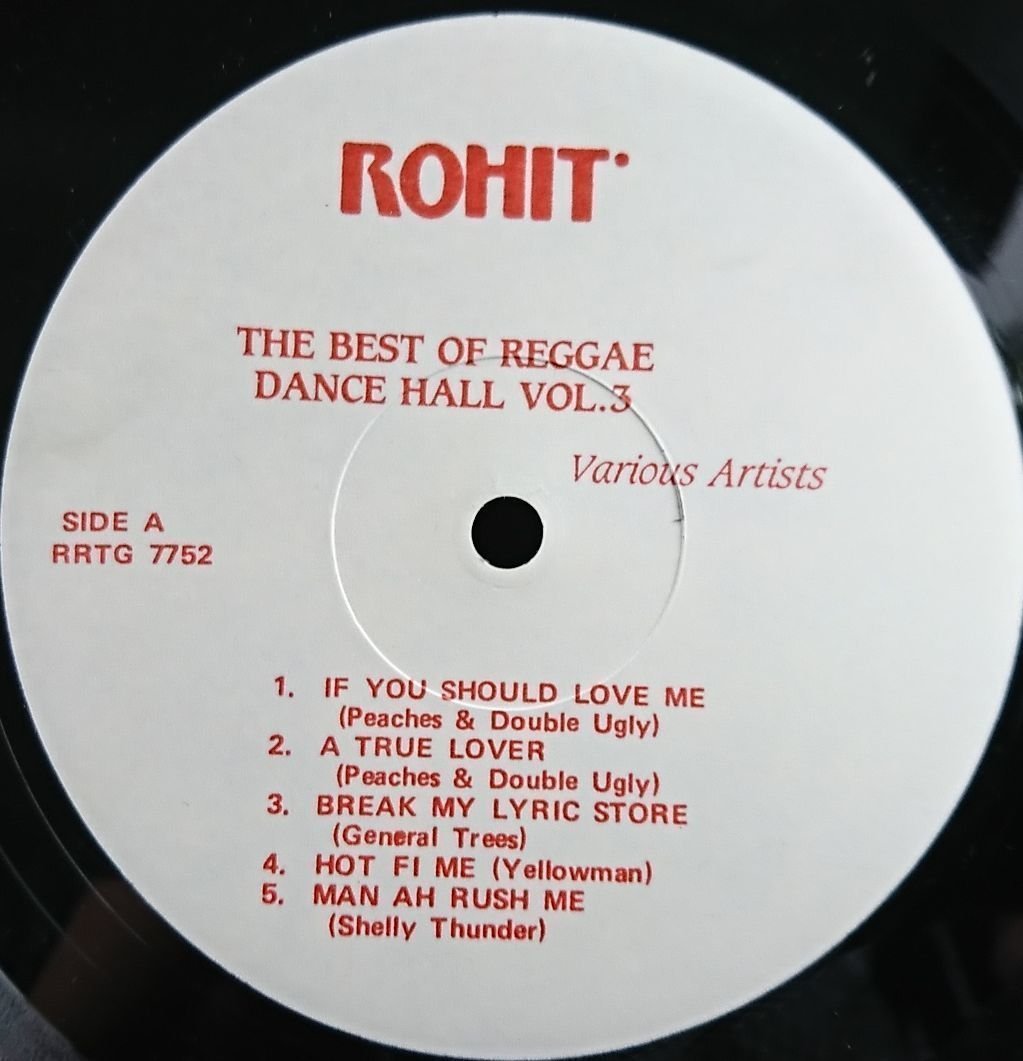 ROHIT
THE BEST OF REGGAE
DANCE HALL VOL.3
Various Artists
SIDE A
RRTG 7752
1. IF YOU SHOULD LOVE ME
(Peaches & Double Ugly)
2. A TRUE LOVER
(Peaches & Double Ugly)
3. BREAK MY LYRIC STORE
(General Trees)
4. HOT FI ME (Yellowman)
5. MAN AH RUSH ME
(Shelly Thunder)